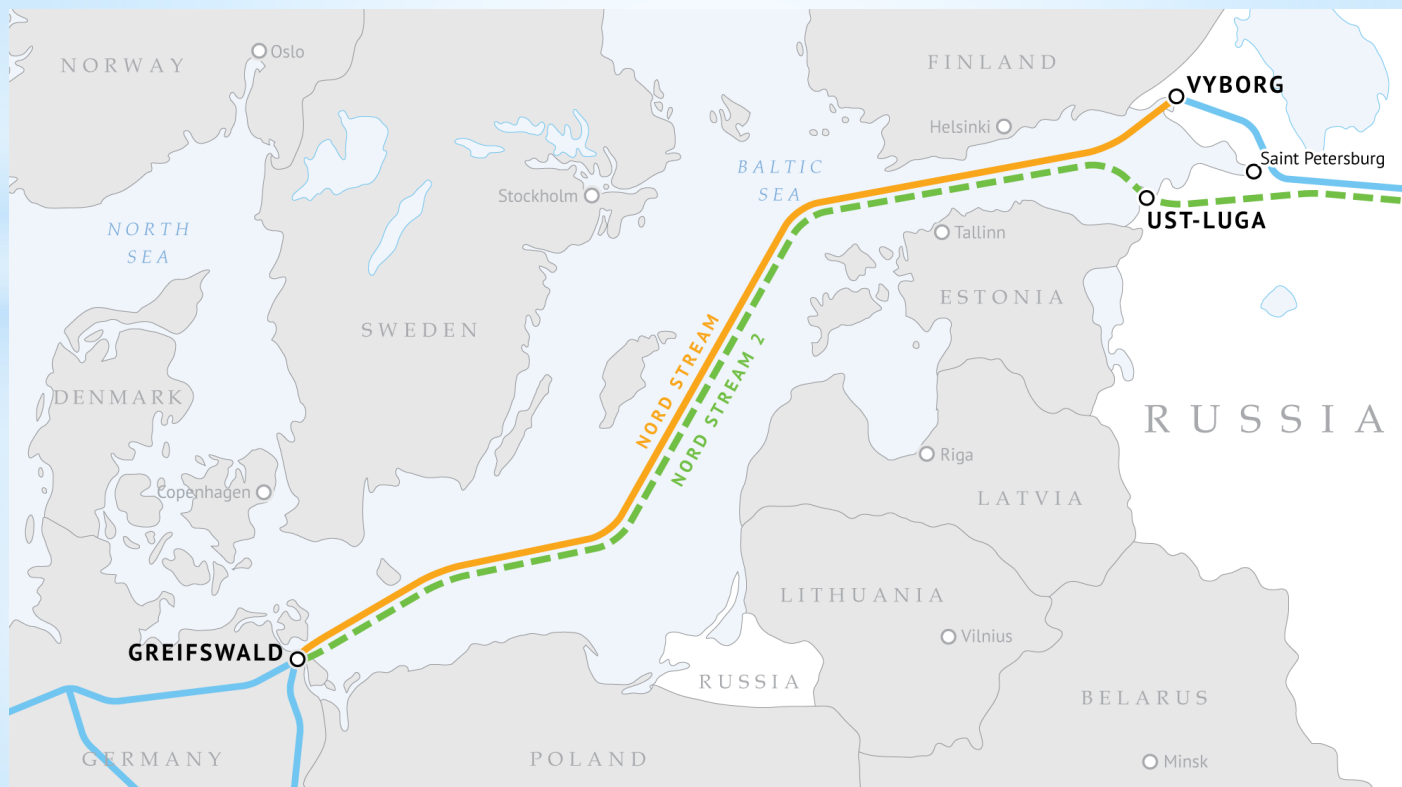 NORWAY
Oslo
FINLAND
VYBORG
Helsinki
BALTIC
SEA
Saint Petersburg
Stockholm
UST-LUGA
NORTH
SEA
Tallinn
ESTONIA
SWEDEN
NORD STREAM
NORD STREAM 2
DENMARK
RUSSIA
Riga
Copenhagen
LATVIA
LITHUANIA
Vilnius
GREIFSWALD
RUSSIA
BELARUS
GERMANY
POLAND
Minsk